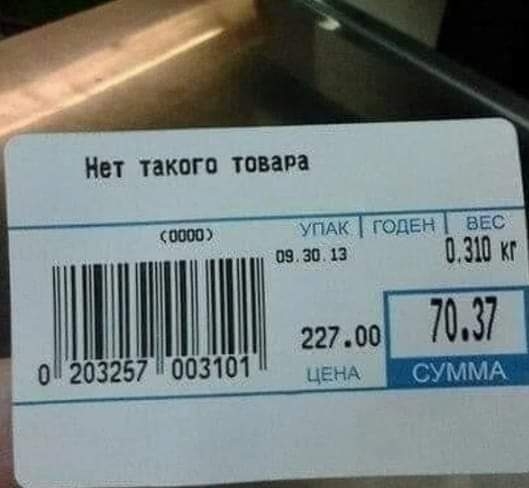 Нет такого товара
(0000)
УПАК ГОДЕН ВЕС
09.30.13 0.310 кг
227.00 70.37
ЦЕНА СУММА
0 203257 003101